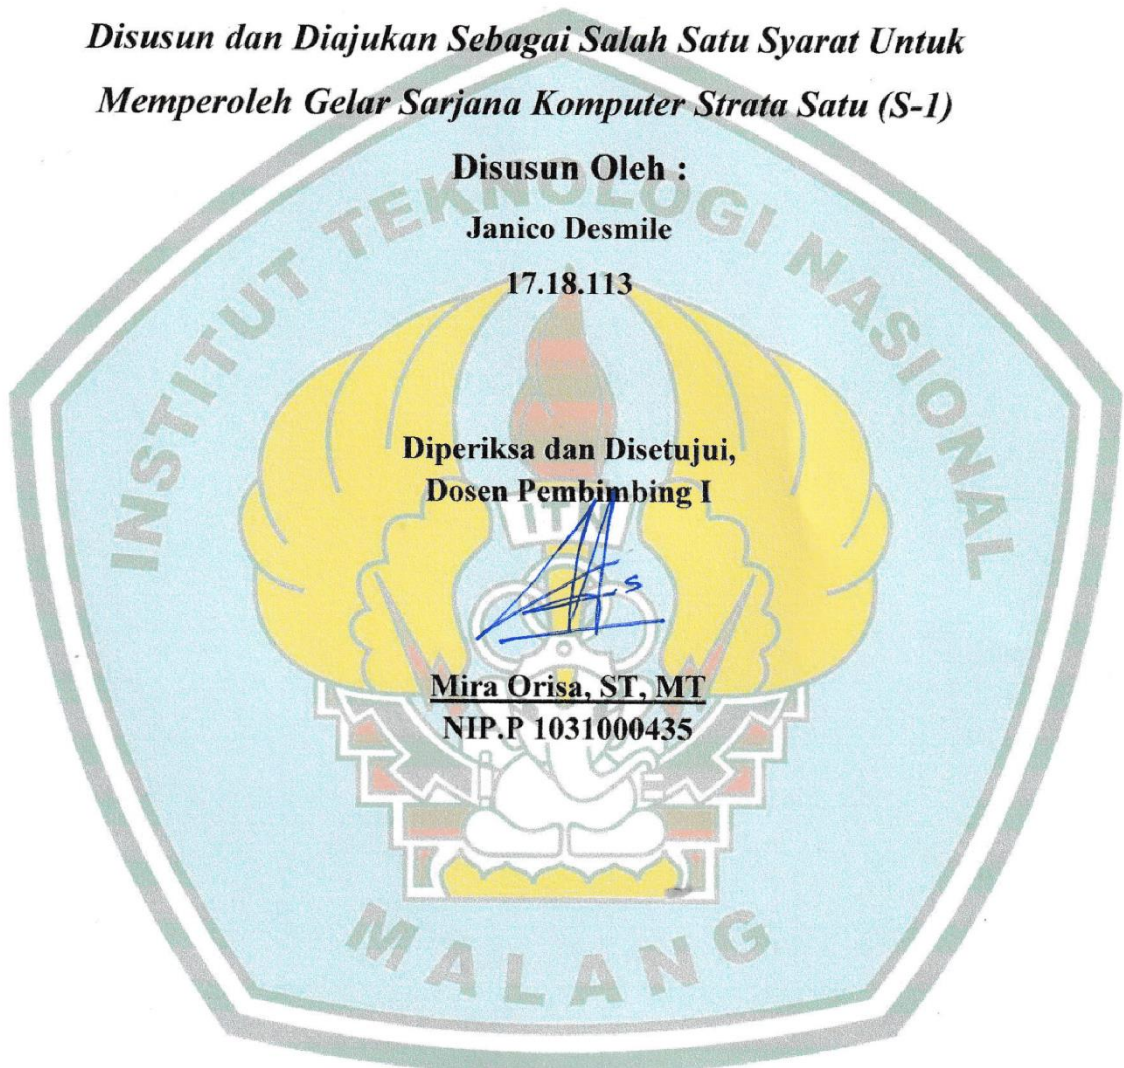 Disusun dan Diajukan Sebagai Salah Satu Syarat Untuk
Memperoleh Gelar Sarjana Komputer Strata Satu (S-1)
Disusun Oleh :
Janico Desmile
17.18.113
INSTITUT TEKNOLOGI NASIONAL
Diperiksa dan Disetujui,
Dosen Pembimbing I
Mira Orisa, ST, MT
NIP.P 1031000435
MALANG